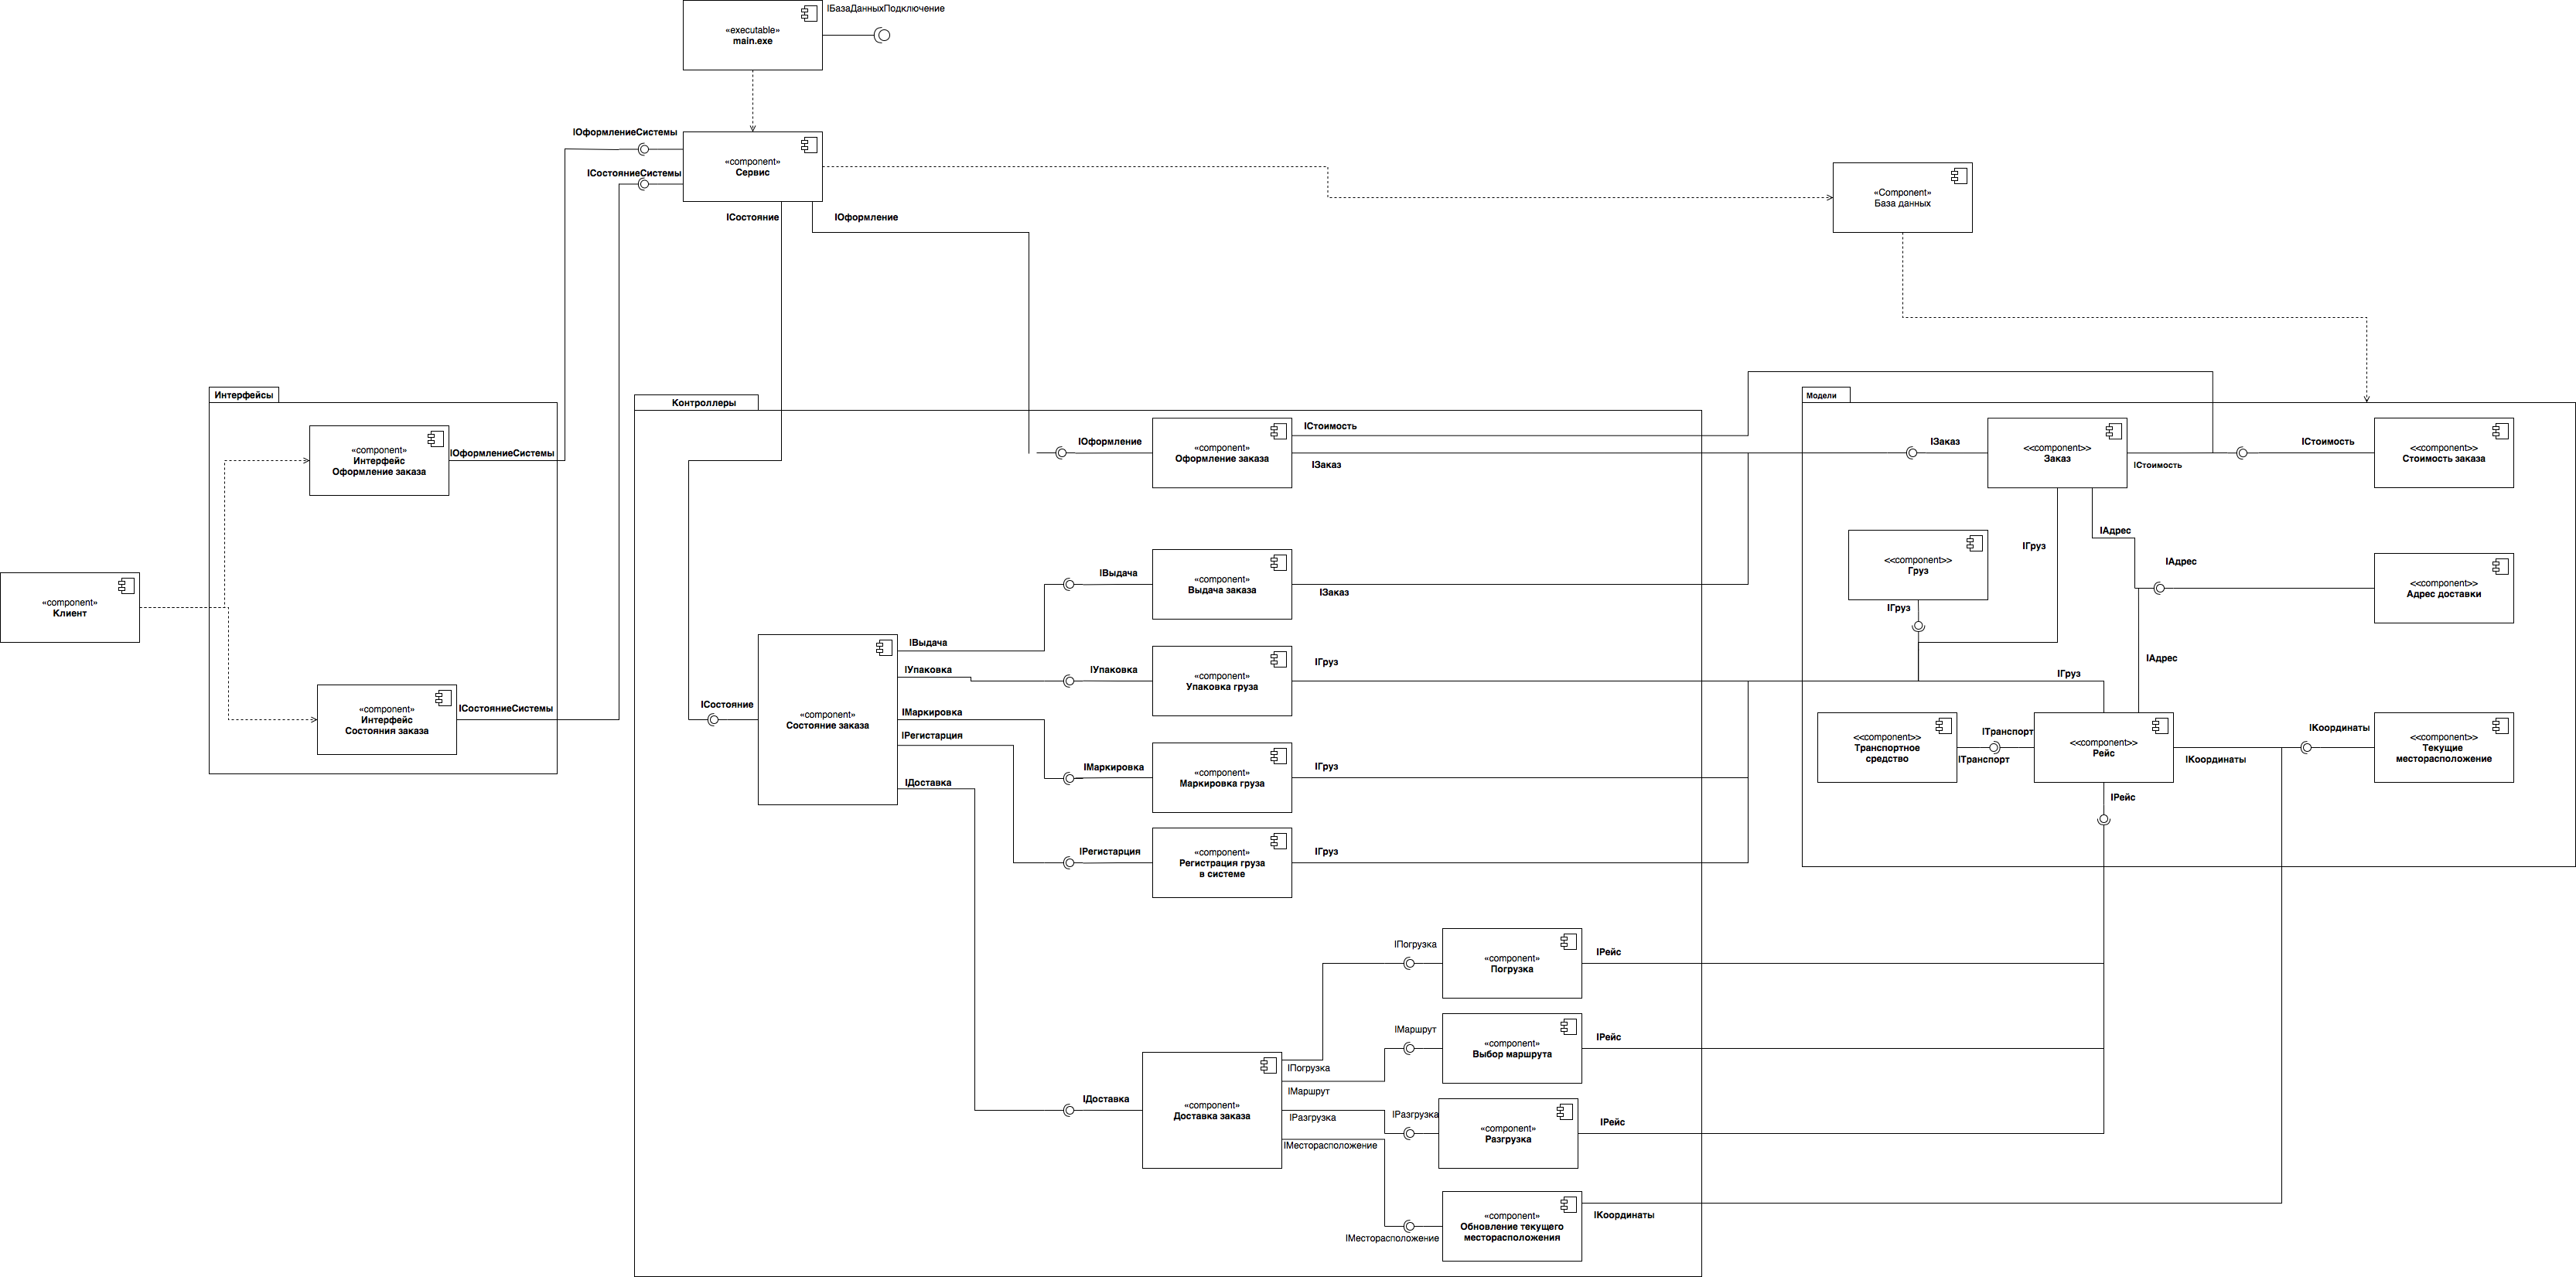 IБазаДанныхПодключение
«executable»
main.exe
IОформлениеСистемы
IСостояниеСистемы
«component»
Сервис
IСостояние
IОформление
«Component»
База данных
Интерфейсы
«component»
Интерфейс
Оформление заказа
IОформлениеСистемы
«component»
Клиент
«component»
Интерфейс
Состояния заказа
IСостояниеСистемы
Контроллеры
IОформление
«component»
Оформление заказа
IСтоимость
IЗаказ
IВыдача
«component»
Выдача заказа
IЗаказ
IСостояние
«component»
Состояние заказа
IВыдача
IУпаковка
IМаркировка
IРегистарция
IДоставка
IУпаковка
«component»
Упаковка груза
IГруз
IМаркировка
«component»
Маркировка груза
IГруз
IРегистарция
«component»
Регистрация груза
в системе
IГруз
IДоставка
«component»
Доставка заказа
IПогрузка
IМаршрут
IРазгрузка
IМесторасположение
IПогрузка
«component»
Погрузка
IРейс
IМаршрут
«component»
Выбор маршрута
IРейс
IРазгрузка
«component»
Разгрузка
IРейс
IМесторасположение
«component»
Обновление текущего
месторасположения
IКоординаты
Модели
IЗаказ
<<component>>
Заказ
IСтоимость
IСтоимость
<<component>>
Стоимость заказа
<<component>>
Груз
IГруз
IГруз
IАдрес
IАдрес
<<component>>
Адрес доставки
IАдрес
IГруз
<<component>>
Транспортное
средство
IТранспорт
IТранспорт
<<component>>
Рейс
IКоординаты
IКоординаты
<<component>>
Текущие
месторасположение
IРейс